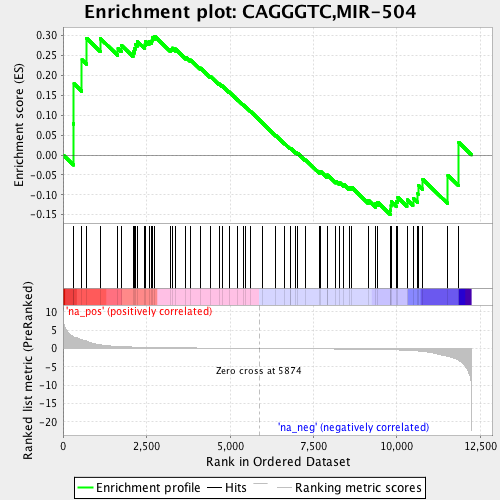 Enrichment plot: CAGGGTC,MIR-504
Enrichment score (ES)
0.30
0.25
0.20
0.15
0.10
0.05
0.00
-0.05
-0.10
-0.15
'na_pos' (positively correlated)
Ranked list metric (PreRanked)
10
5
0
-5
-10
-15
-20
Zero cross at 5874
'na_neg' (negatively correlated)
0
2,500
5,000
7,500
10,000
12,500
Rank in Ordered Dataset
Enrichment profile
Hits
Ranking metric scores